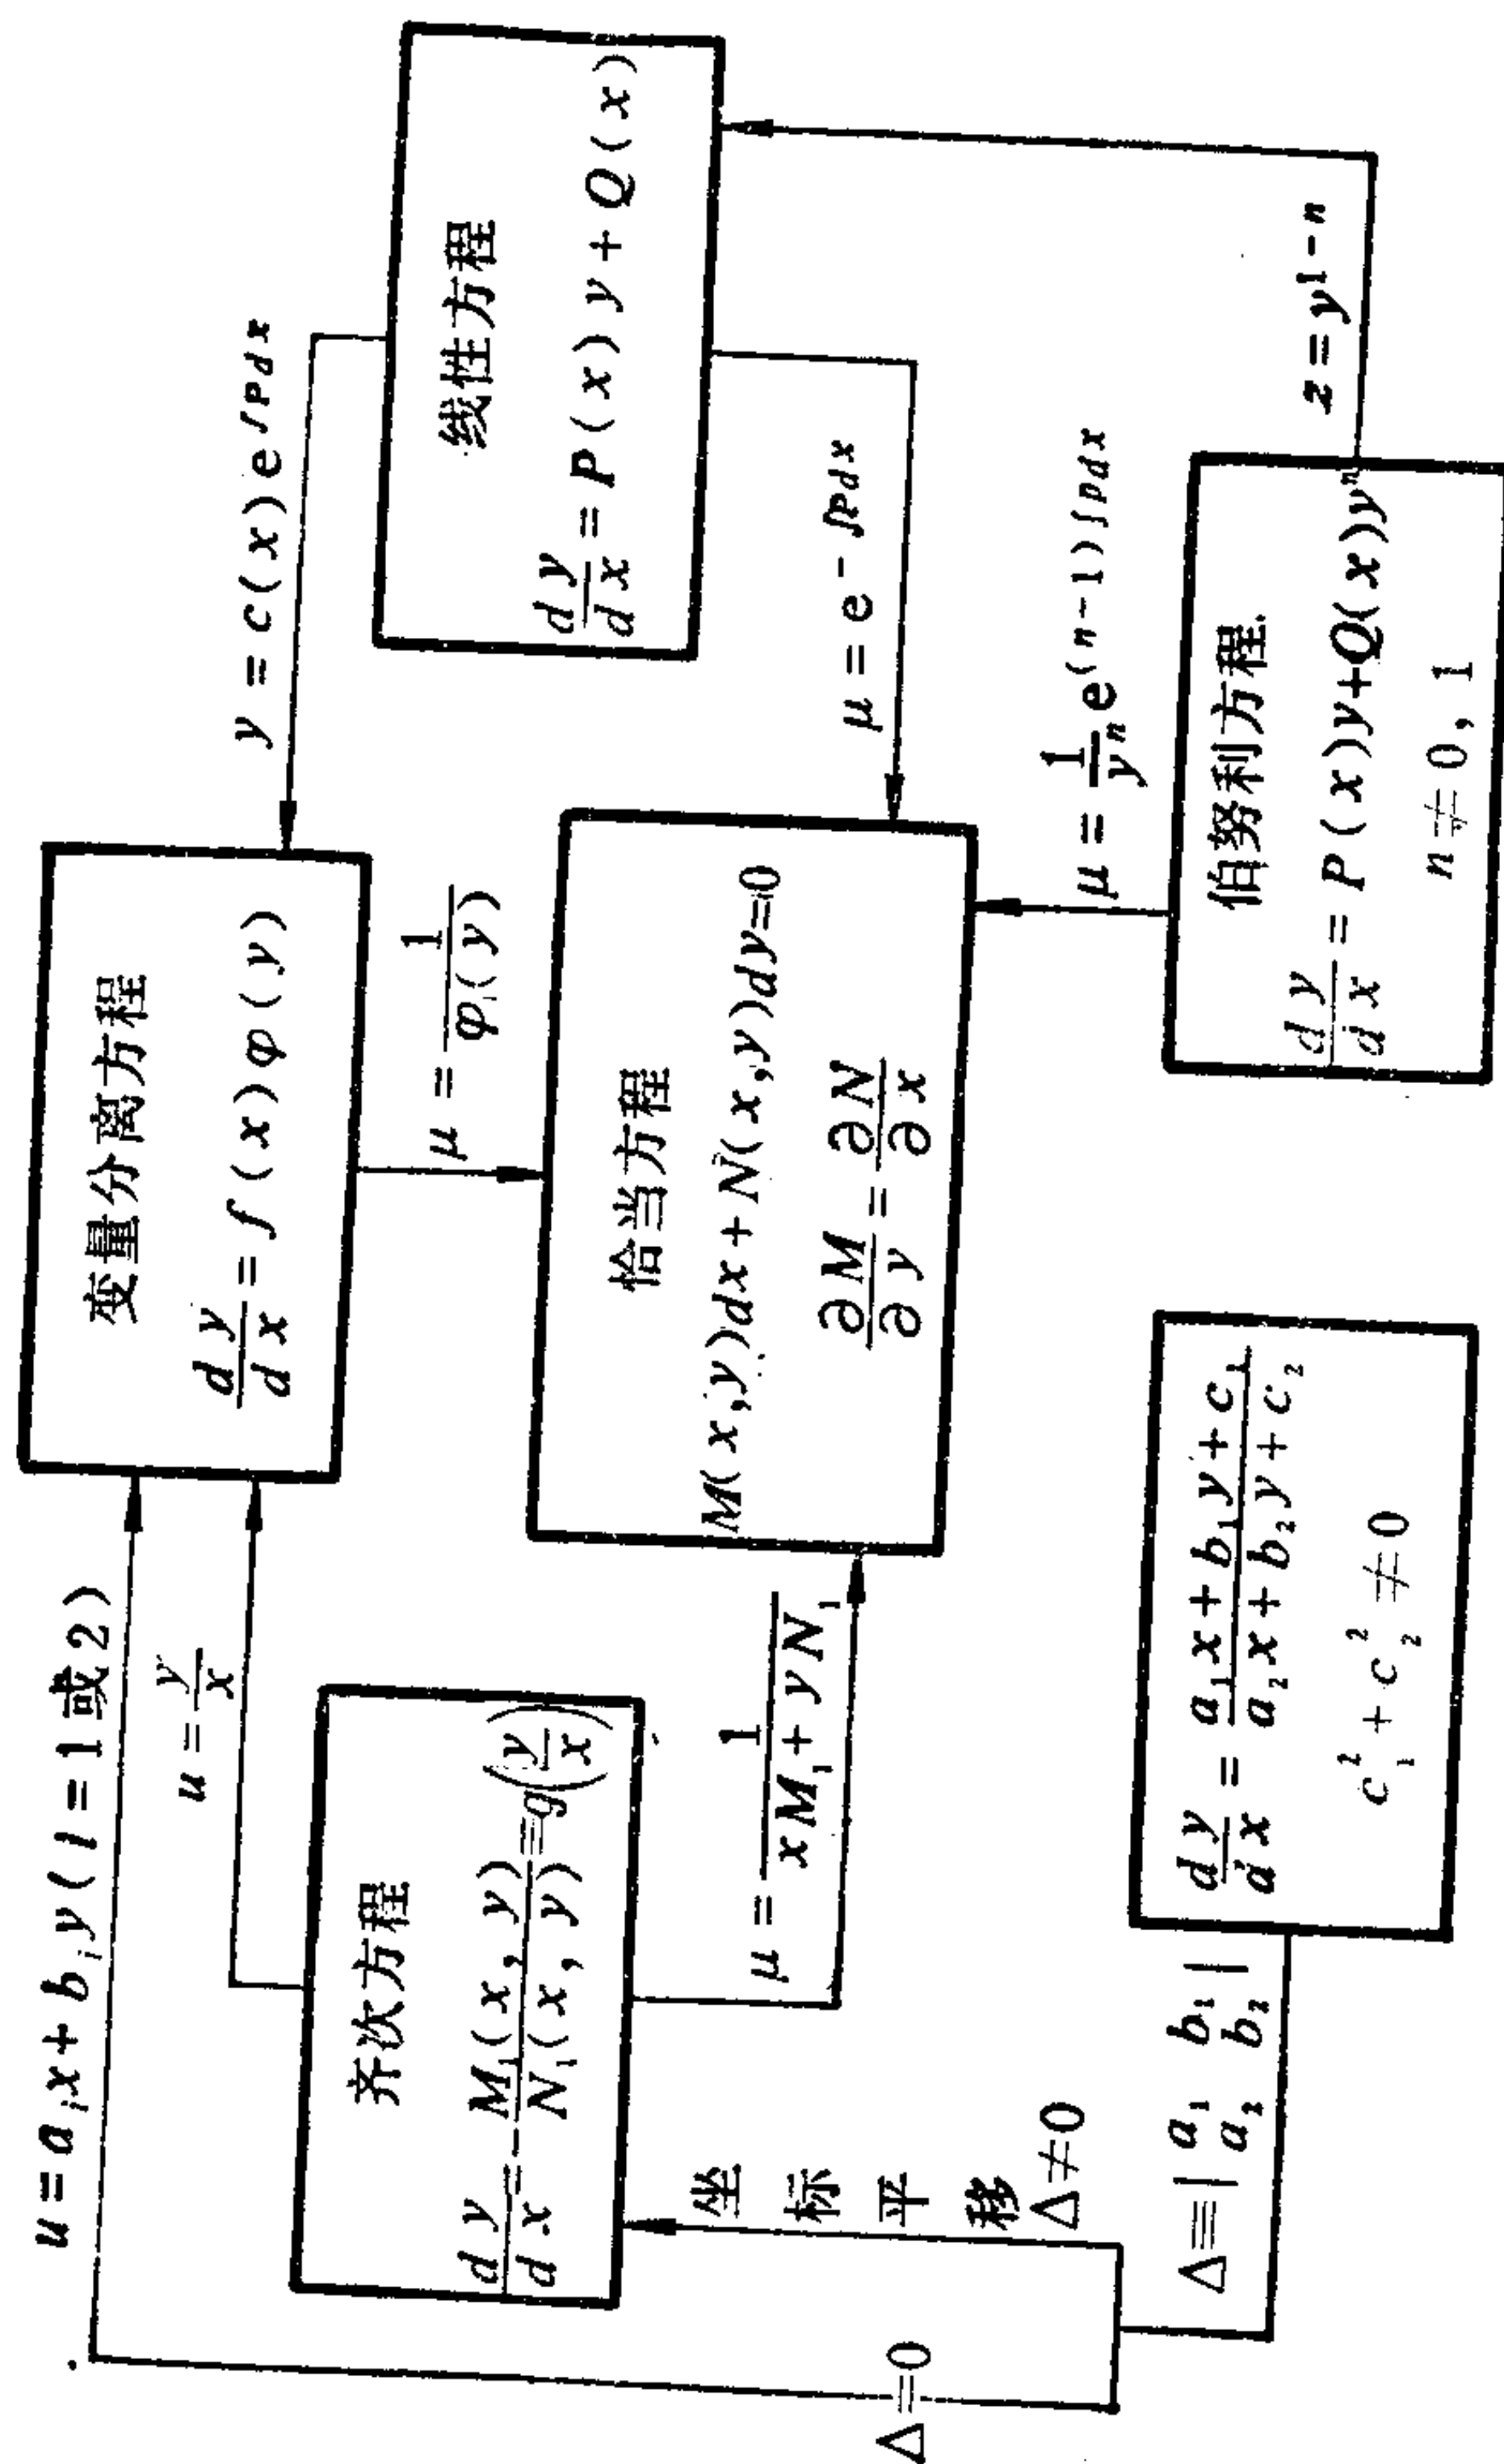 u = a_i x + b_i y (i = 1 或 2)
y = c(x) e^{∫Pdx}
变量分离方程
dy/dx = f(x)φ(y)
u = y/x
μ = 1/φ(y)
齐次方程
dy/dx = - M₁(x, y)/N₁(x, y) = g(y/x)
线性方程
dy/dx = P(x)y + Q(x)
恰当方程
M(x,y)dx + N(x,y)dy = 0
∂M/∂y = ∂N/∂x
μ = 1/(xM₁ + yN₁)
μ = e^{-∫Pdx}
坐标平移
Δ ≠ 0
Δ = 0
μ = 1/yⁿ e^{(n-1)∫pdx}
z = y^{1-n}
Δ ≡ | a₁ b₁ |
| a₂ b₂ |
dy/dx = (a₁x + b₁y + c₁)/(a₂x + b₂y + c₂)
c₁² + c₂² ≠ 0
伯努利方程
dy/dx = P(x)y + Q(x)yⁿ
n ≠ 0, 1